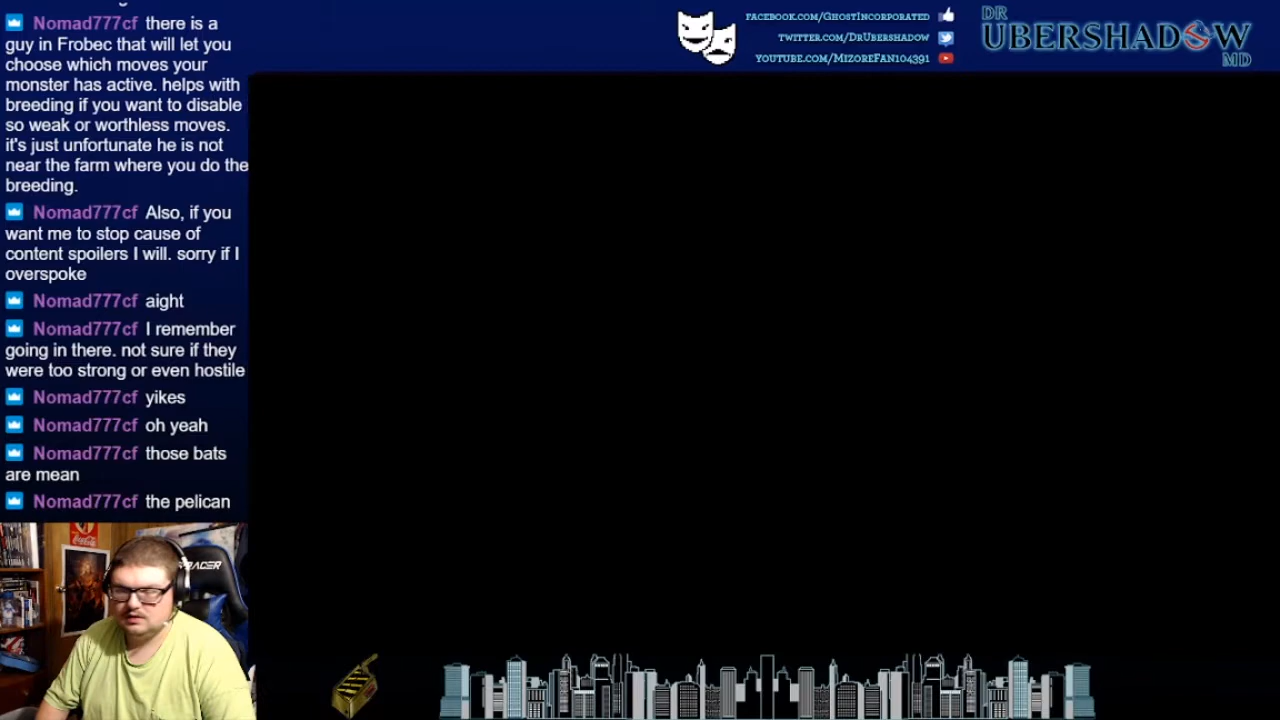 Nomad777cf there is a
guy in Frobec that will let you
choose which moves your
monster has active. helps with
breeding if you want to disable
so weak or worthless moves.
it's just unfortunate he is not
near the farm where you do the
breeding.
Nomad777cf Also, if you
want me to stop cause of
content spoilers I will. sorry if I
overspoke
Nomad777cf aight
Nomad777cf I remember
going in there. not sure if they
were too strong or even hostile
Nomad777cf yikes
Nomad777cf oh yeah
Nomad777cf those bats
are mean
Nomad777cf the pelican
facebook.com/GhostIncorporated
twitter.com/DrUbershadow
youtube.com/MizoreFan104391
DR
UBERSHADOW
MD
RACER
Coca-Cola